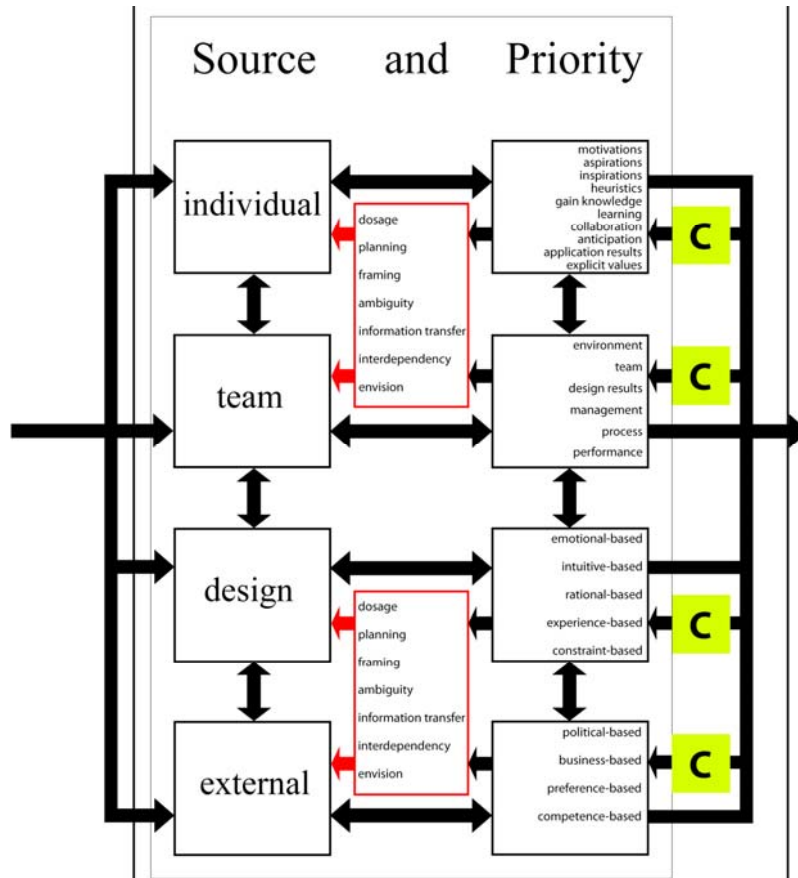 Source and Priority
individual
motivations
aspirations
inspirations
heuristics
gain knowledge
learning
collaboration
anticipation
application results
explicit values
C
dosage
planning
framing
ambiguity
information transfer
interdependency
envision
team
environment
team
design results
management
process
performance
C
design
emotional-based
intuitive-based
rational-based
experience-based
constraint-based
C
dosage
planning
framing
ambiguity
information transfer
interdependency
envision
external
political-based
business-based
preference-based
competence-based
C